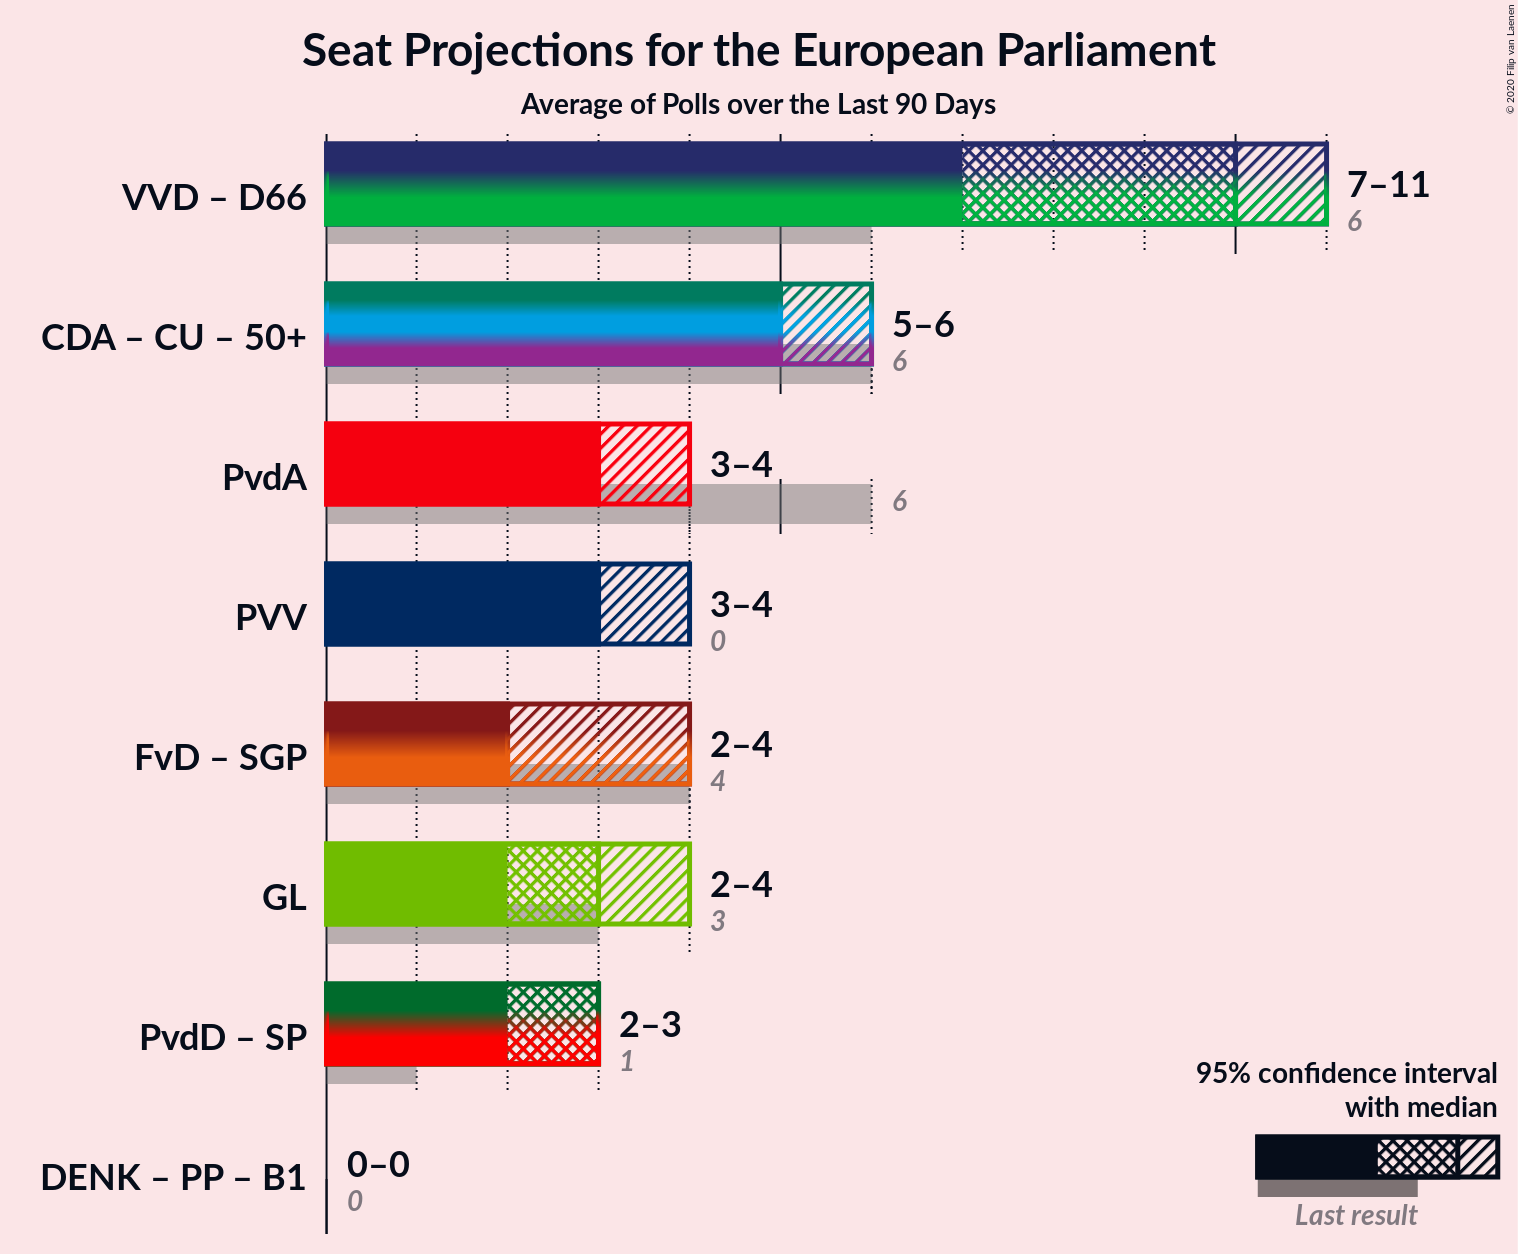 Seat Projections for the European Parliament
Average of Polls over the Last 90 Days
© 2020 Filip van Laenen
VVD – D66
7–11
6
CDA – CU – 50+
5–6
6
PvdA
3–4
6
PVV
3–4
0
FvD – SGP
2–4
4
GL
2–4
3
PvdD – SP
2–3
1
DENK – PP – B1
0–0
0
95% confidence interval
with median
Last result